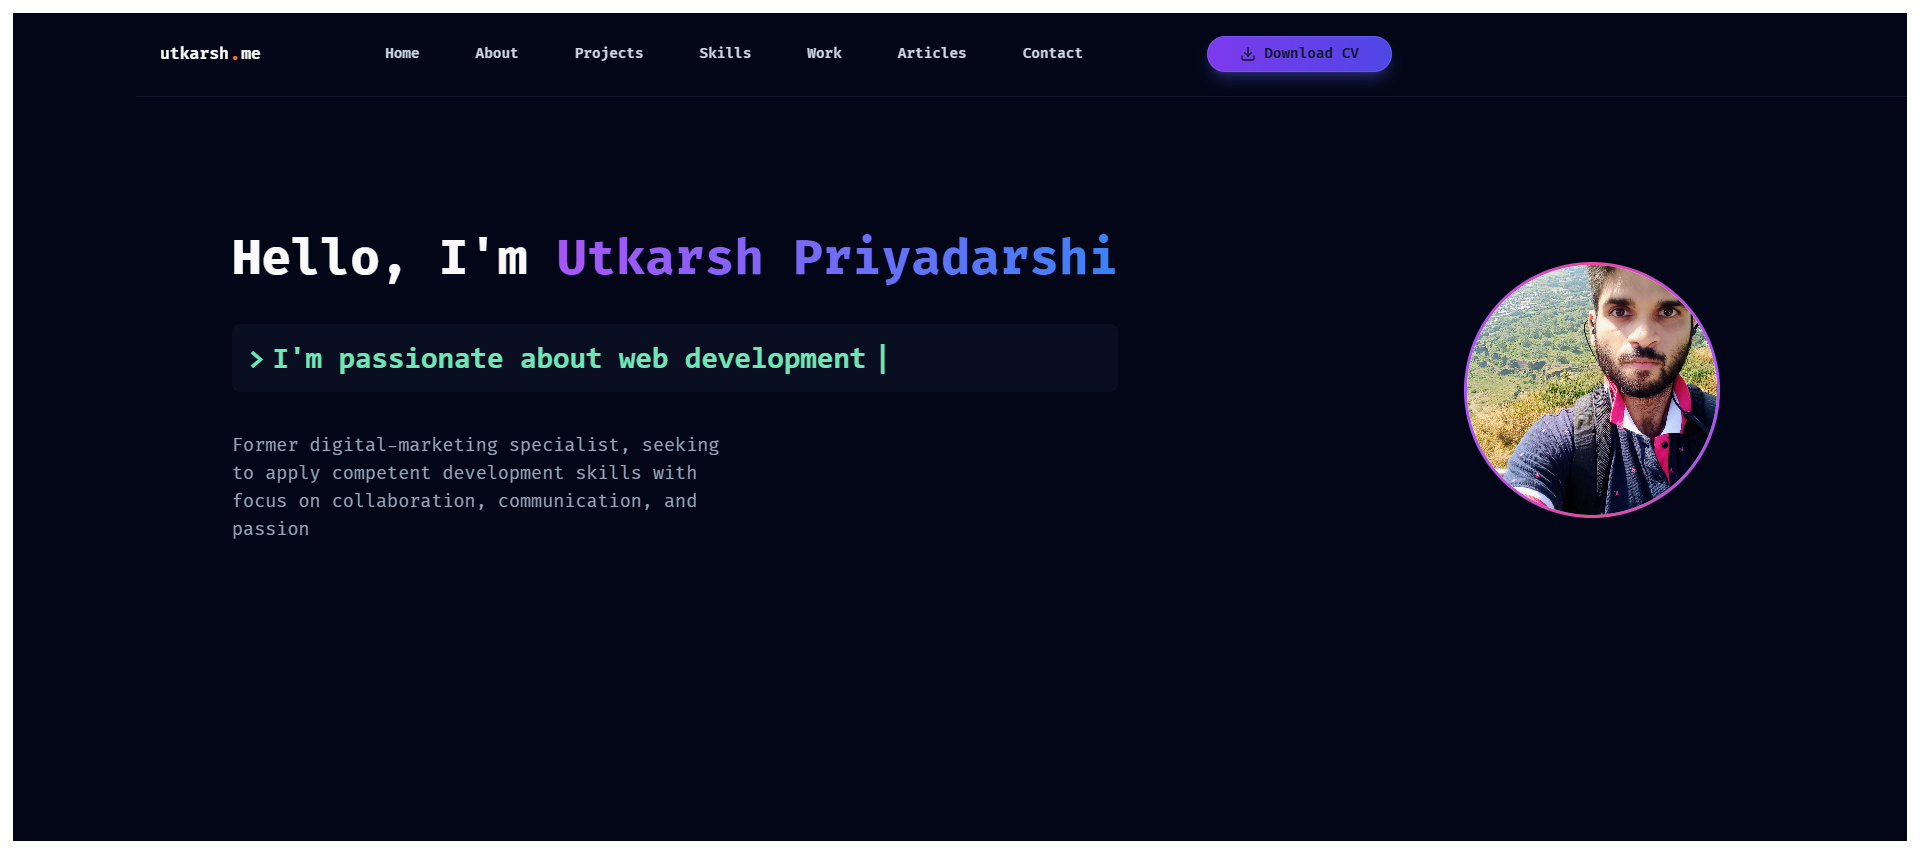 utkarsh.me
Home About Projects Skills Work Articles Contact
Download CV
Hello, I'm Utkarsh Priyadarshi
> I'm passionate about web development |
Former digital-marketing specialist, seeking
to apply competent development skills with
focus on collaboration, communication, and
passion